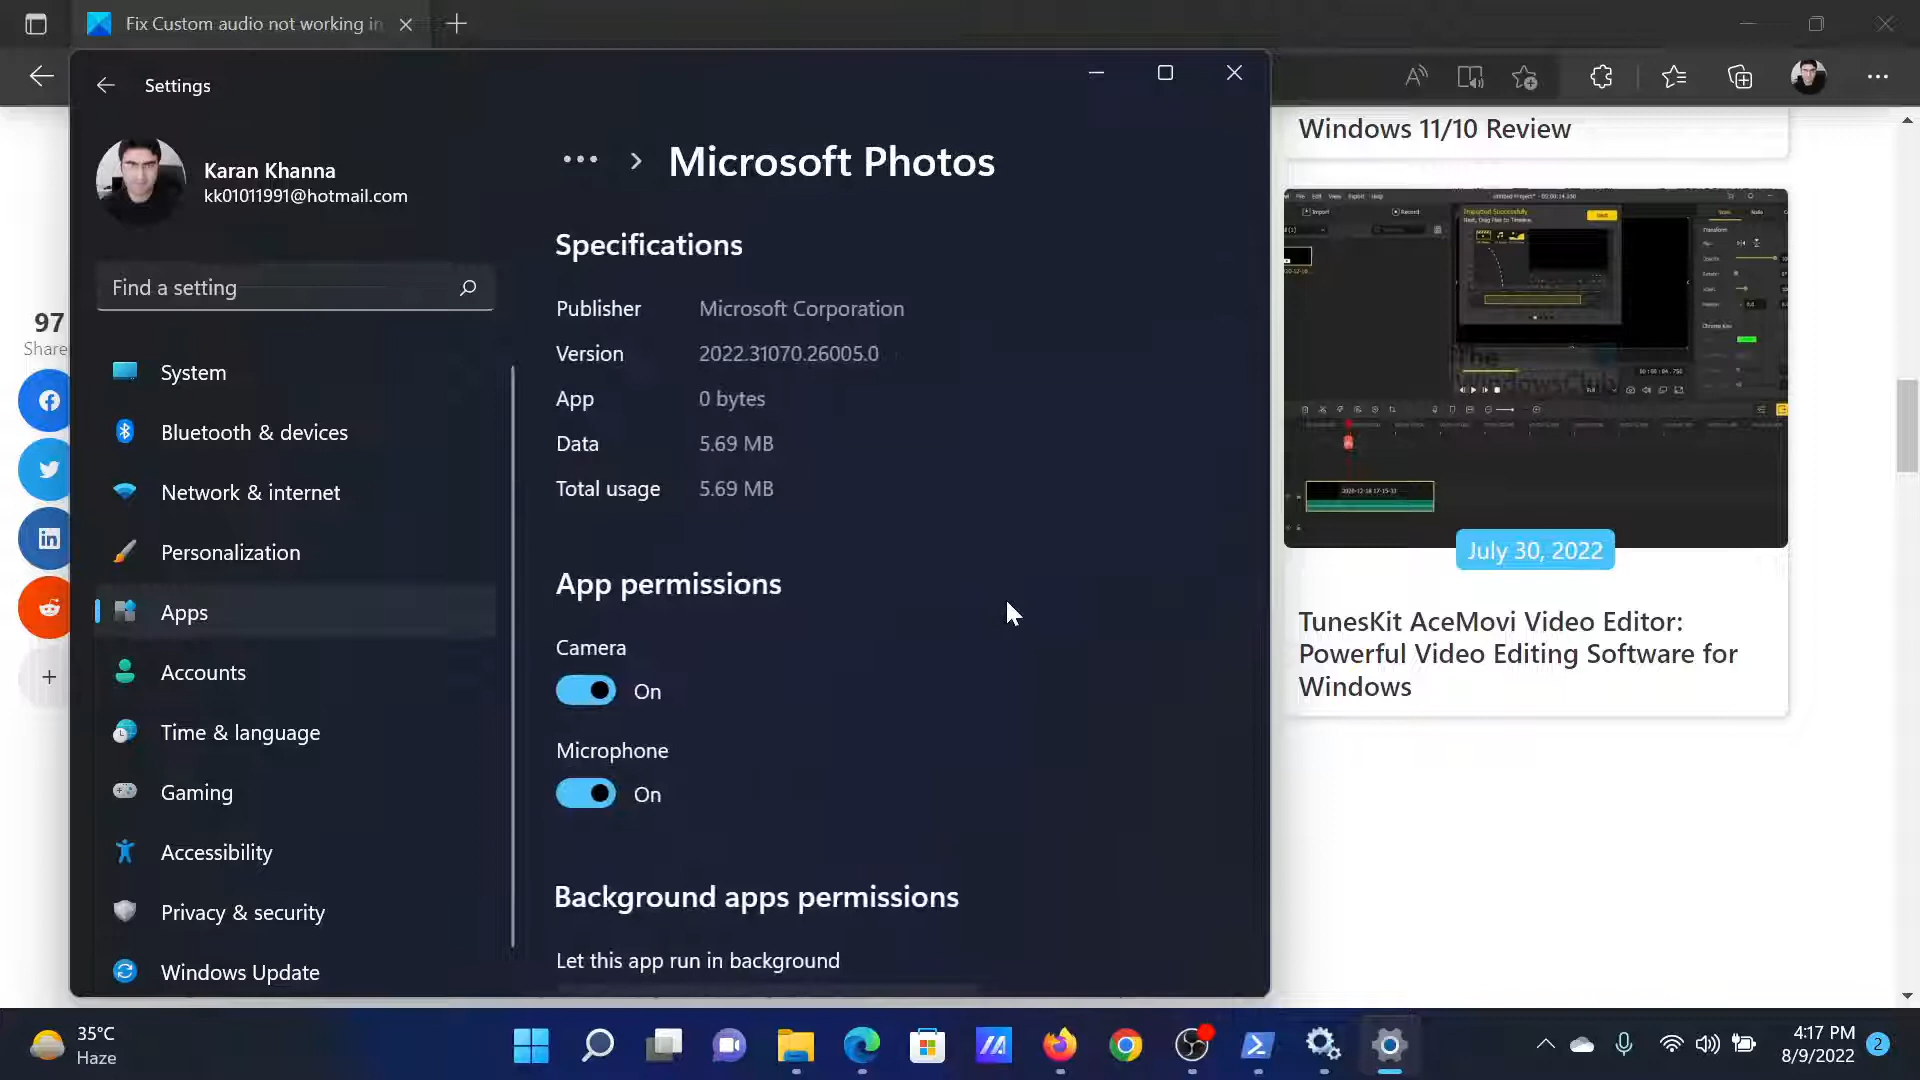 Fix Custom audio not working in
Settings
Karan Khanna
kk01011991@hotmail.com
Find a setting
System
Bluetooth & devices
Network & internet
Personalization
Apps
Accounts
Time & language
Gaming
Accessibility
Privacy & security
Windows Update
Microsoft Photos
Specifications
Publisher Microsoft Corporation
Version 2022.31070.26005.0
App 0 bytes
Data 5.69 MB
Total usage 5.69 MB
App permissions
Camera
On
Microphone
On
Background apps permissions
Let this app run in background
97
Share
Windows 11/10 Review
Import
Record
The
WindowsClub
July 30, 2022
TunesKit AceMovi Video Editor:
Powerful Video Editing Software for
Windows
35°C
Haze
4:17 PM
8/9/2022
2